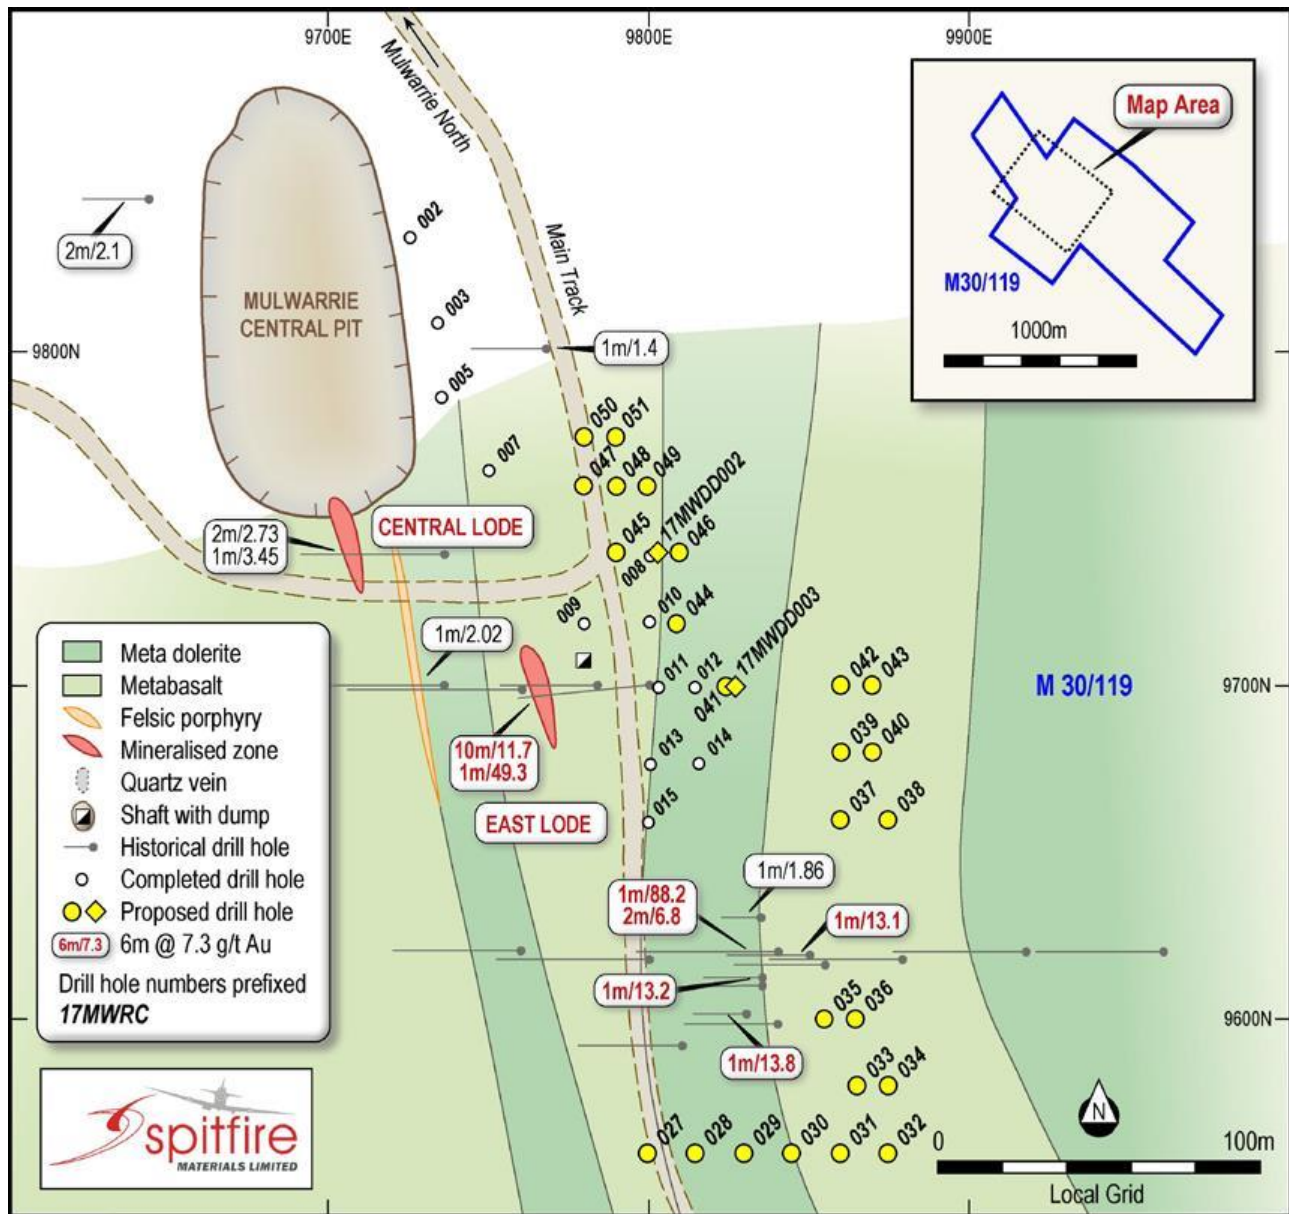 9700E
9800E
9900E
Mulwarrie North
Main Track
Map Area
M30/119
1000m
2m/2.1
MULWARRIE
CENTRAL PIT
002
003
005
007
9800N
1m/1.4
050
051
047
048
049
17MWDD002
045
046
008
CENTRAL LODE
2m/2.73
1m/3.45
009
010
044
17MWDD003
1m/2.02
011
012
041
042
043
M 30/119
9700N
10m/11.7
1m/49.3
013
014
039
040
EAST LODE
015
037
038
1m/1.86
1m/88.2
2m/6.8
1m/13.1
1m/13.2
035
036
9600N
1m/13.8
033
034
027
028
029
030
031
032
Meta dolerite
Metabasalt
Felsic porphyry
Mineralised zone
Quartz vein
Shaft with dump
Historical drill hole
Completed drill hole
Proposed drill hole
6m/7.3 6m @ 7.3 g/t Au
Drill hole numbers prefixed
17MWRC
spitfire
MATERIALS LIMITED
N
0 100m
Local Grid